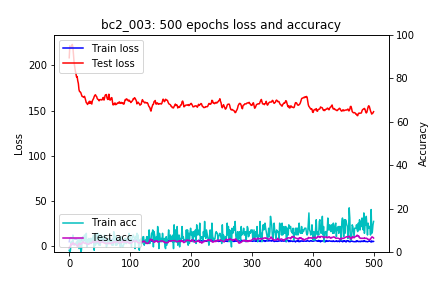 bc2_003: 500 epochs loss and accuracy
Train loss
Test loss
Train acc
Test acc
Loss
Accuracy
200
150
100
50
0
100
80
60
40
20
0
0
100
200
300
400
500